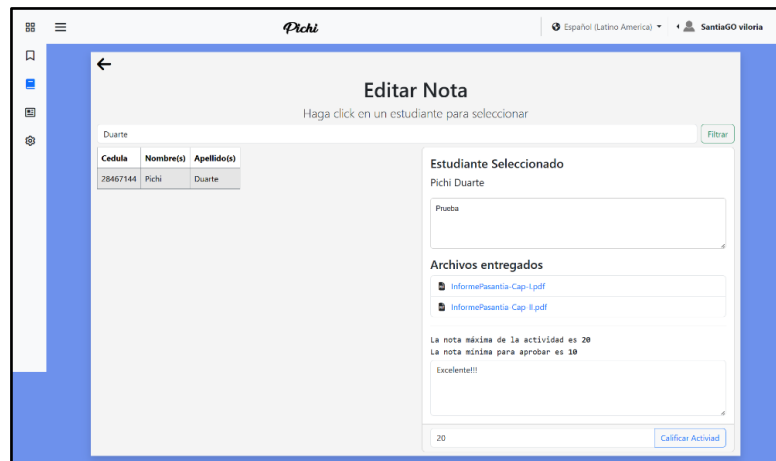 Pichi
Español (Latino America)
SantiaGO viloria
Editar Nota
Haga click en un estudiante para seleccionar
Duarte
Filtrar
Cedula Nombre(s) Apellido(s)
28467144 Pichi Duarte
Estudiante Seleccionado
Pichi Duarte
Prueba
Archivos entregados
InformePasantia-Cap-I.pdf
InformePasantia-Cap-II.pdf
La nota máxima de la actividad es 20
La nota mínima para aprobar es 10
Excelente!!!
20
Calificar Activiad